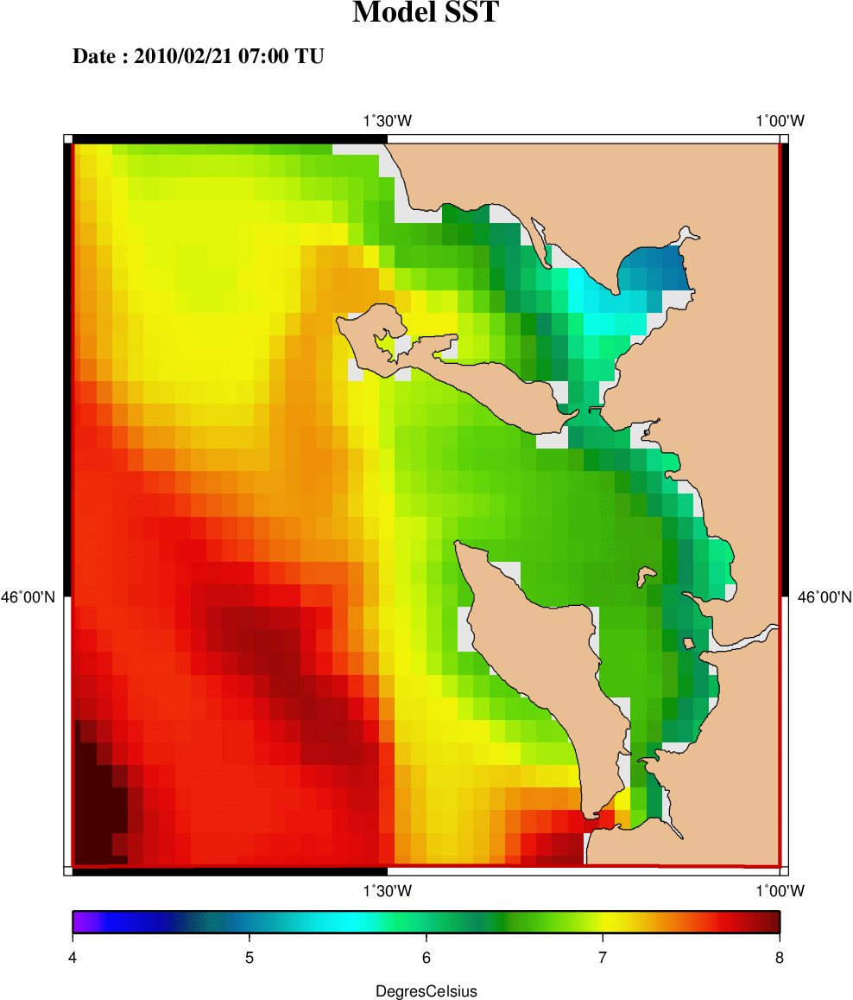 Model SST
Date : 2010/02/21 07:00 TU
1˚30'W 1˚00'W
46˚00'N 46˚00'N
1˚30'W 1˚00'W
4 5 6 7 8
DegresCelsius